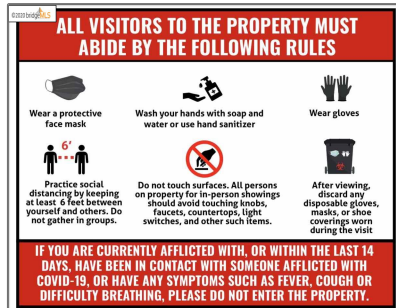 ©2020 bridgeMLS
ALL VISITORS TO THE PROPERTY MUST
ABIDE BY THE FOLLOWING RULES
Wear a protective
face mask
Wash your hands with soap and
water or use hand sanitizer
Wear gloves
6'
Practice social
distancing by keeping
at least 6 feet between
yourself and others. Do
not gather in groups.
Do not touch surfaces. All persons
on property for in-person showings
should avoid touching knobs,
faucets, countertops, light
switches, and other such items.
After viewing,
discard any
disposable gloves,
masks, or shoe
coverings worn
during the visit
IF YOU ARE CURRENTLY AFFLICTED WITH, OR WITHIN THE LAST 14
DAYS, HAVE BEEN IN CONTACT WITH SOMEONE AFFLICTED WITH
COVID-19, OR HAVE ANY SYMPTOMS SUCH AS FEVER, COUGH OR
DIFFICULTY BREATHING, PLEASE DO NOT ENTER THE PROPERTY.